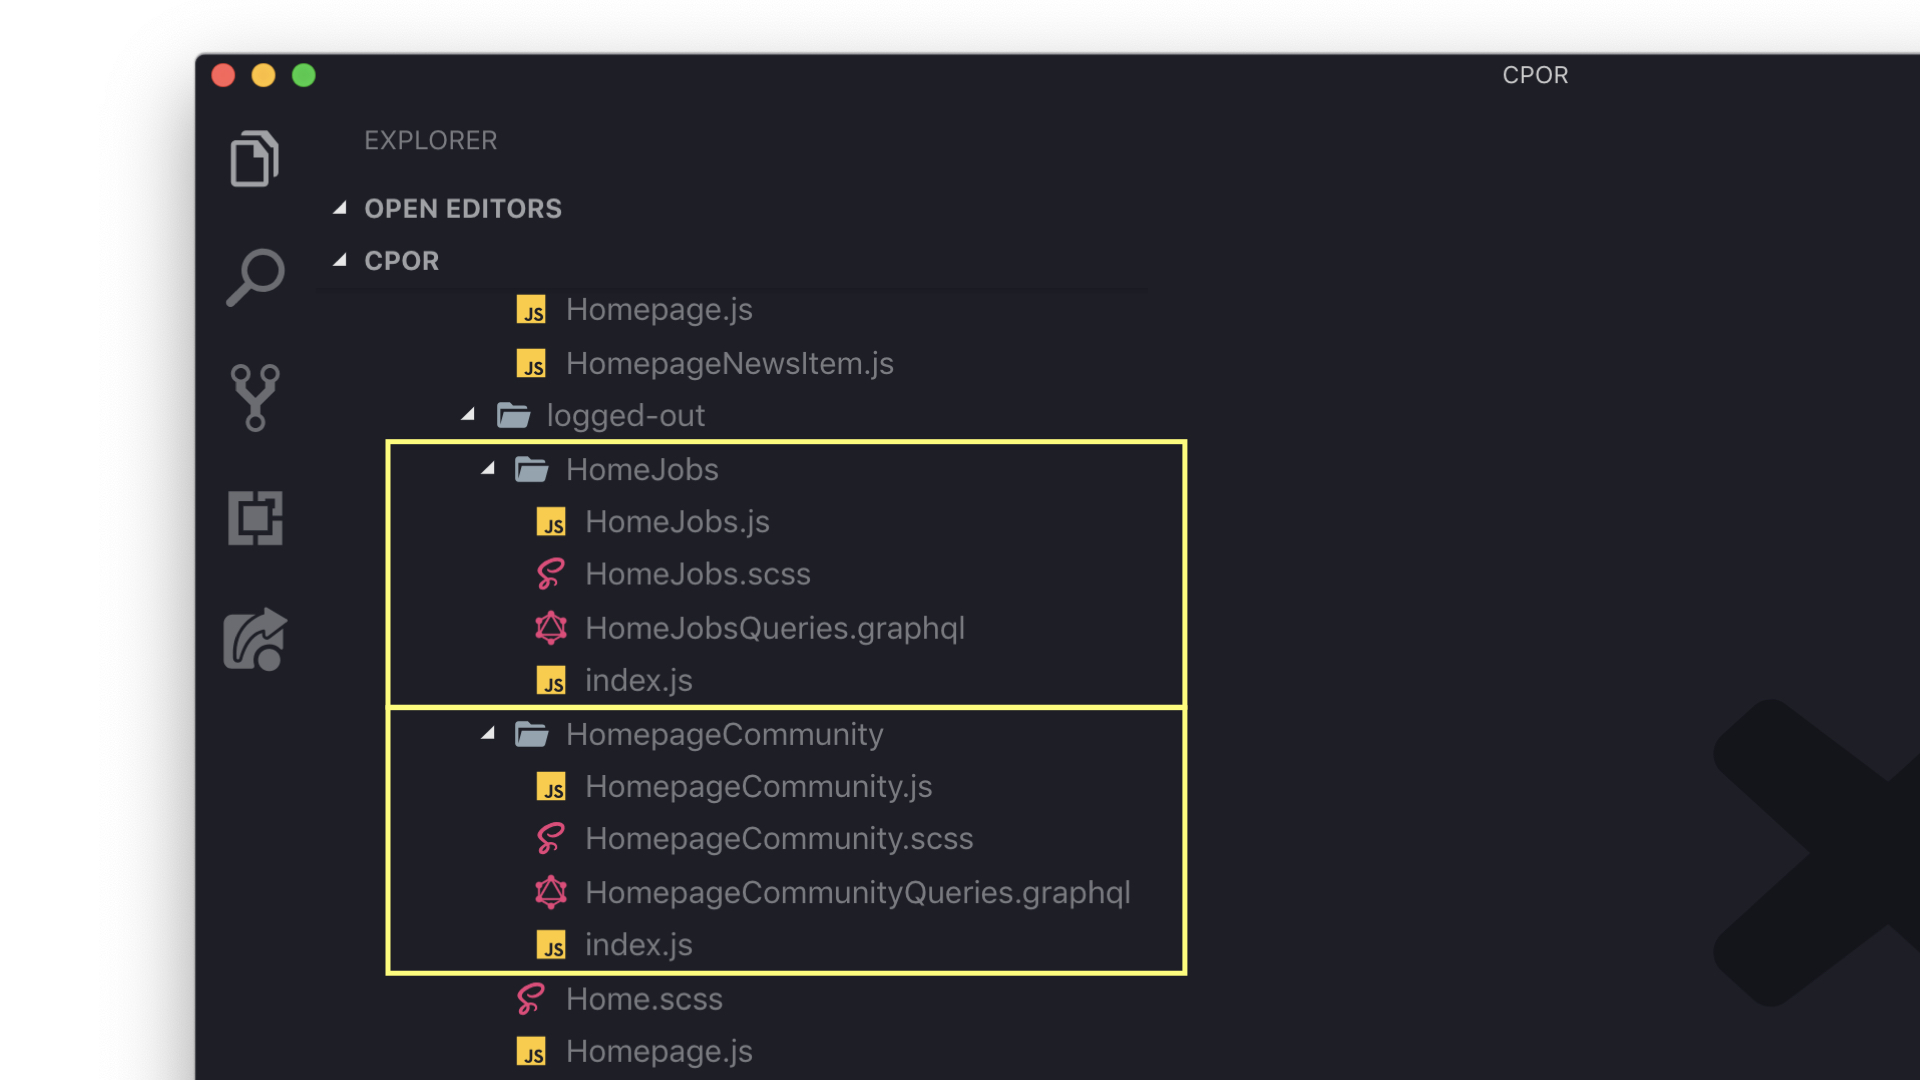 CPOR
EXPLORER
OPEN EDITORS
CPOR
JS Homepage.js
JS HomepageNewsItem.js
logged-out
HomeJobs
JS HomeJobs.js
HomeJobs.scss
HomeJobsQueries.graphql
JS index.js
HomepageCommunity
JS HomepageCommunity.js
HomepageCommunity.scss
HomepageCommunityQueries.graphql
JS index.js
Home.scss
JS Homepage.js